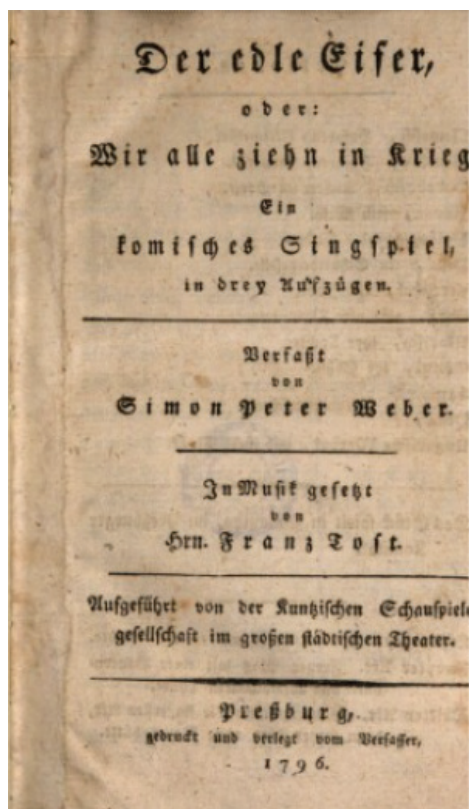 Der edle Eifer,
oder:
Wir alle ziehn in Krieg
Ein
komisches Singspiel,
in drey Aufzügen.
Verfaßt
von
Simon Peter Weber.
In Musik gesetzt
von
Hrn. Franz Tost.
Aufgeführt von der Kuntzischen Schauspiele
gesellschaft im großen städtischen Theater.
Preßburg,
gedruckt und verlegt vom Verfasser,
1796.